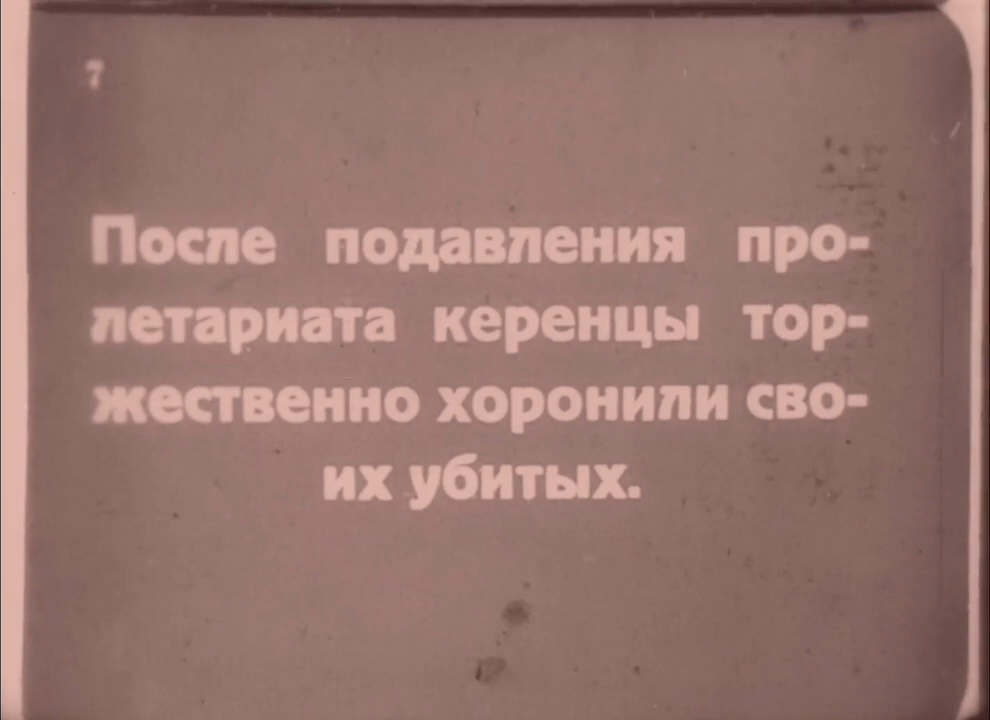 7
После подавления про-
летариата керенцы тор-
жественно хоронили сво-
их убитых.